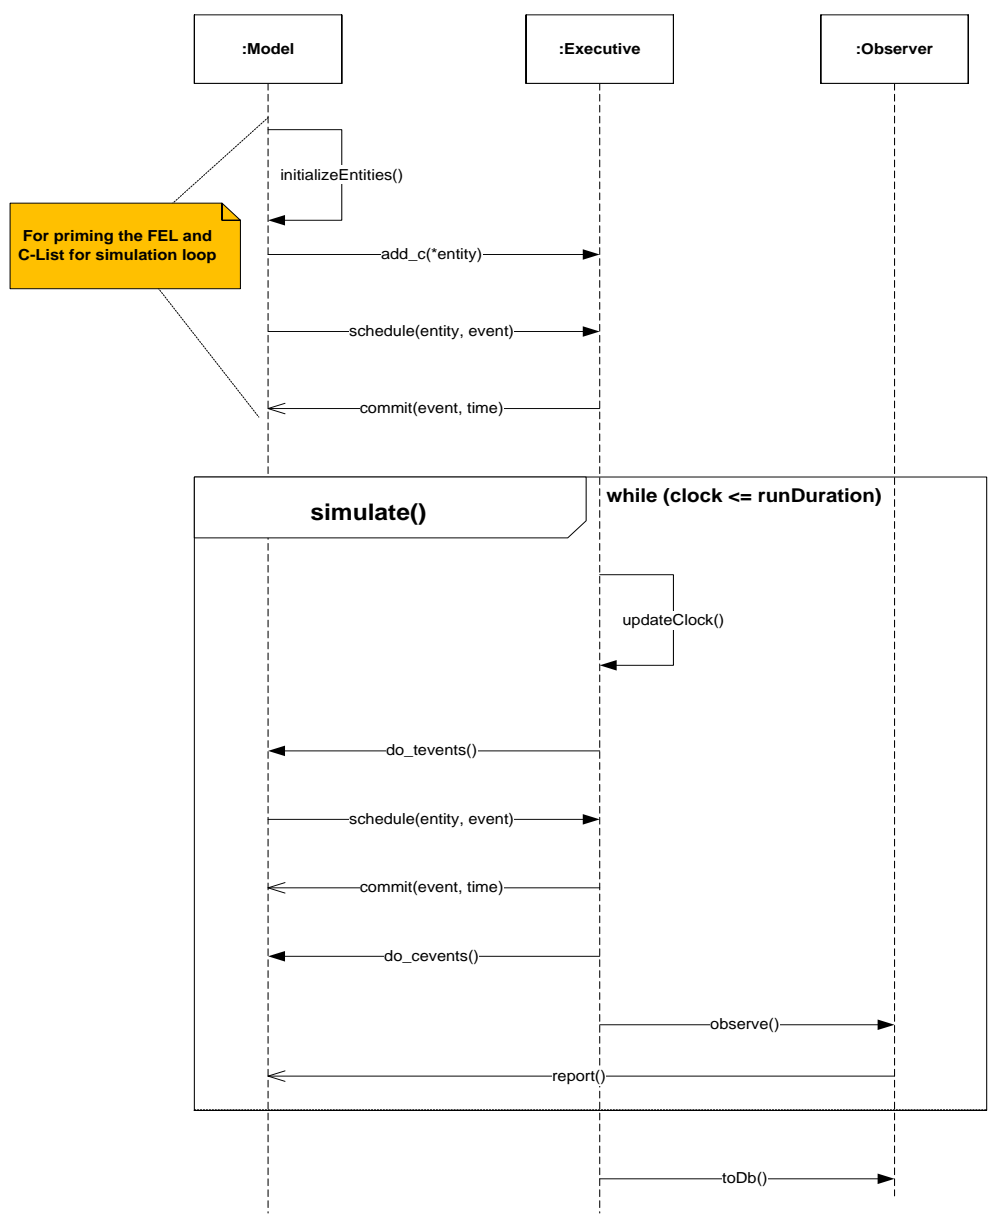 :Model
:Executive
:Observer
initializeEntities()
For priming the FEL and
C-List for simulation loop
add_c(*entity)
schedule(entity, event)
commit(event, time)
simulate()
while (clock <= runDuration)
updateClock()
do_tevents()
schedule(entity, event)
commit(event, time)
do_cevents()
observe()
report()
toDb()